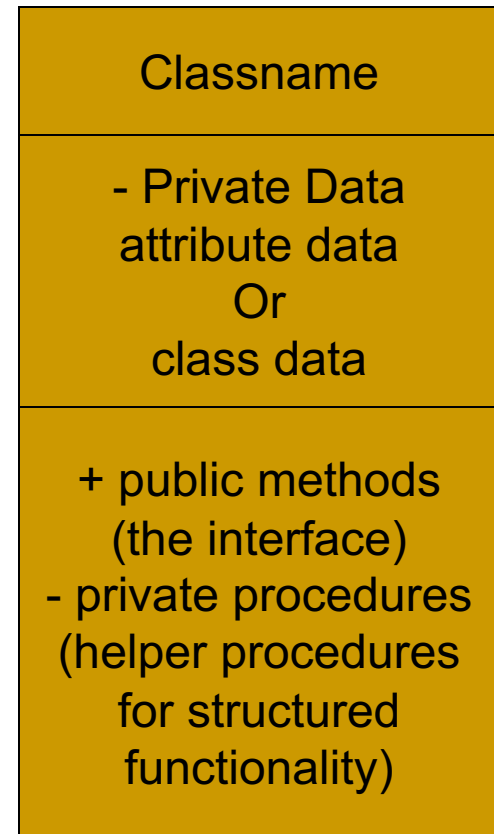 Classname
- Private Data
attribute data
Or
class data
+ public methods
(the interface)
- private procedures
(helper procedures
for structured
functionality)